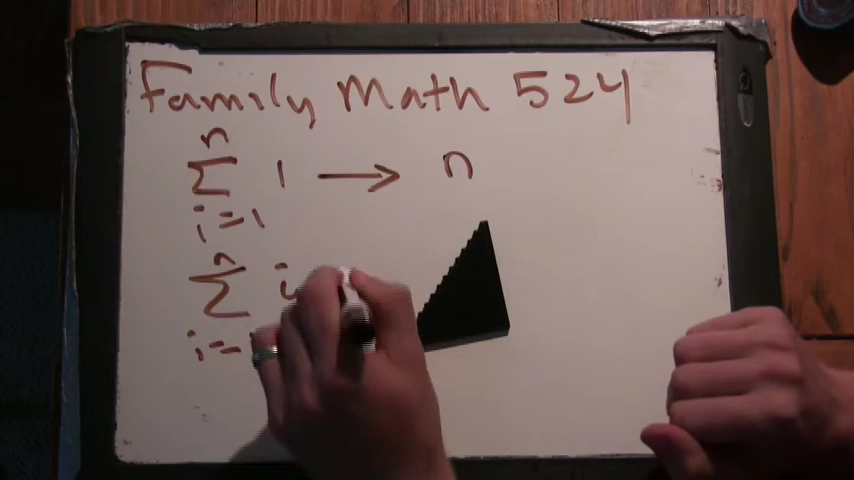 Family Math 524
n
Σ 1 → n
i=1
n
Σ i
i=